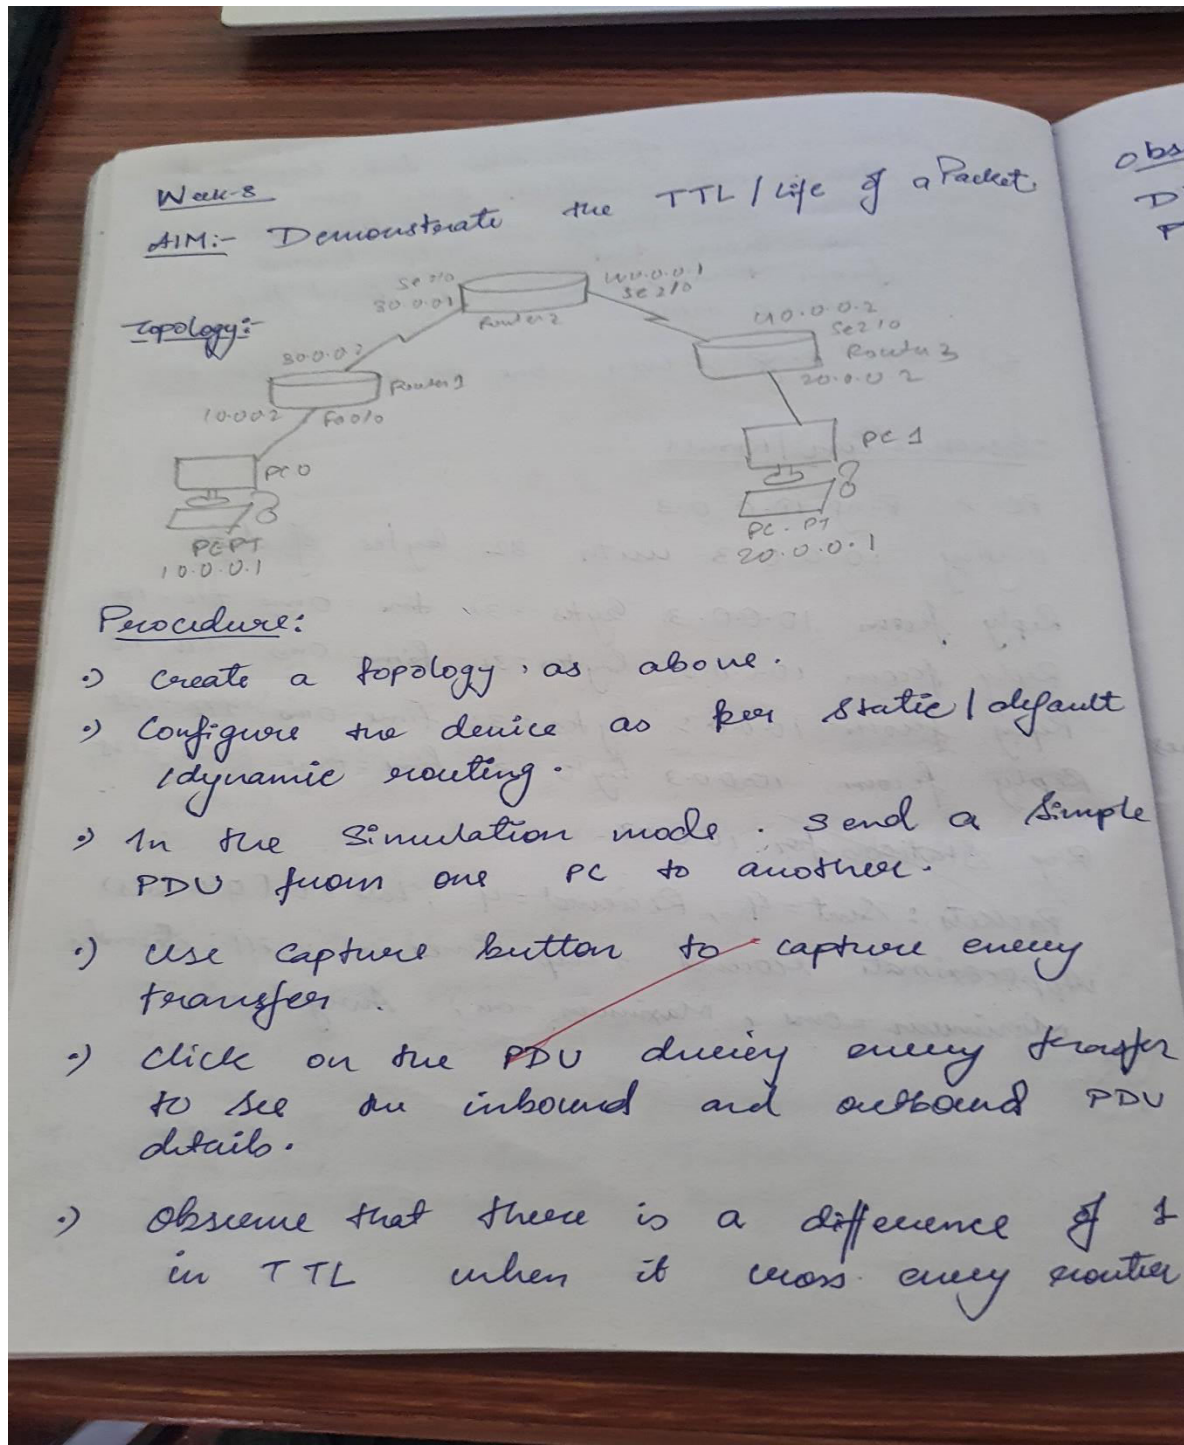 Week-8
AIM:- Demonstrate the TTL / Life of a Packet.
Topology:-
Se 2/0
30.0.0.1
Router 2
40.0.0.1
Se 2/0
40.0.0.2
Se 2/0
Router 3
20.0.0.2
30.0.0.2
Router 1
10.0.0.2
Fa 0/0
PC 0
PC PT
10.0.0.1
PC 1
PC - PT
20.0.0.1
Procedure:
Create a topology as above.
Configure the device as per static / default
/dynamic routing.
In the Simulation mode. Send a Simple
PDU from one PC to another.
Use Capture button to capture every
transfer.
Click on the PDU during every transfer
to see the inbound and outbound PDU
details.
Observe that there is a difference of 1
in TTL when it cross every router
Obs